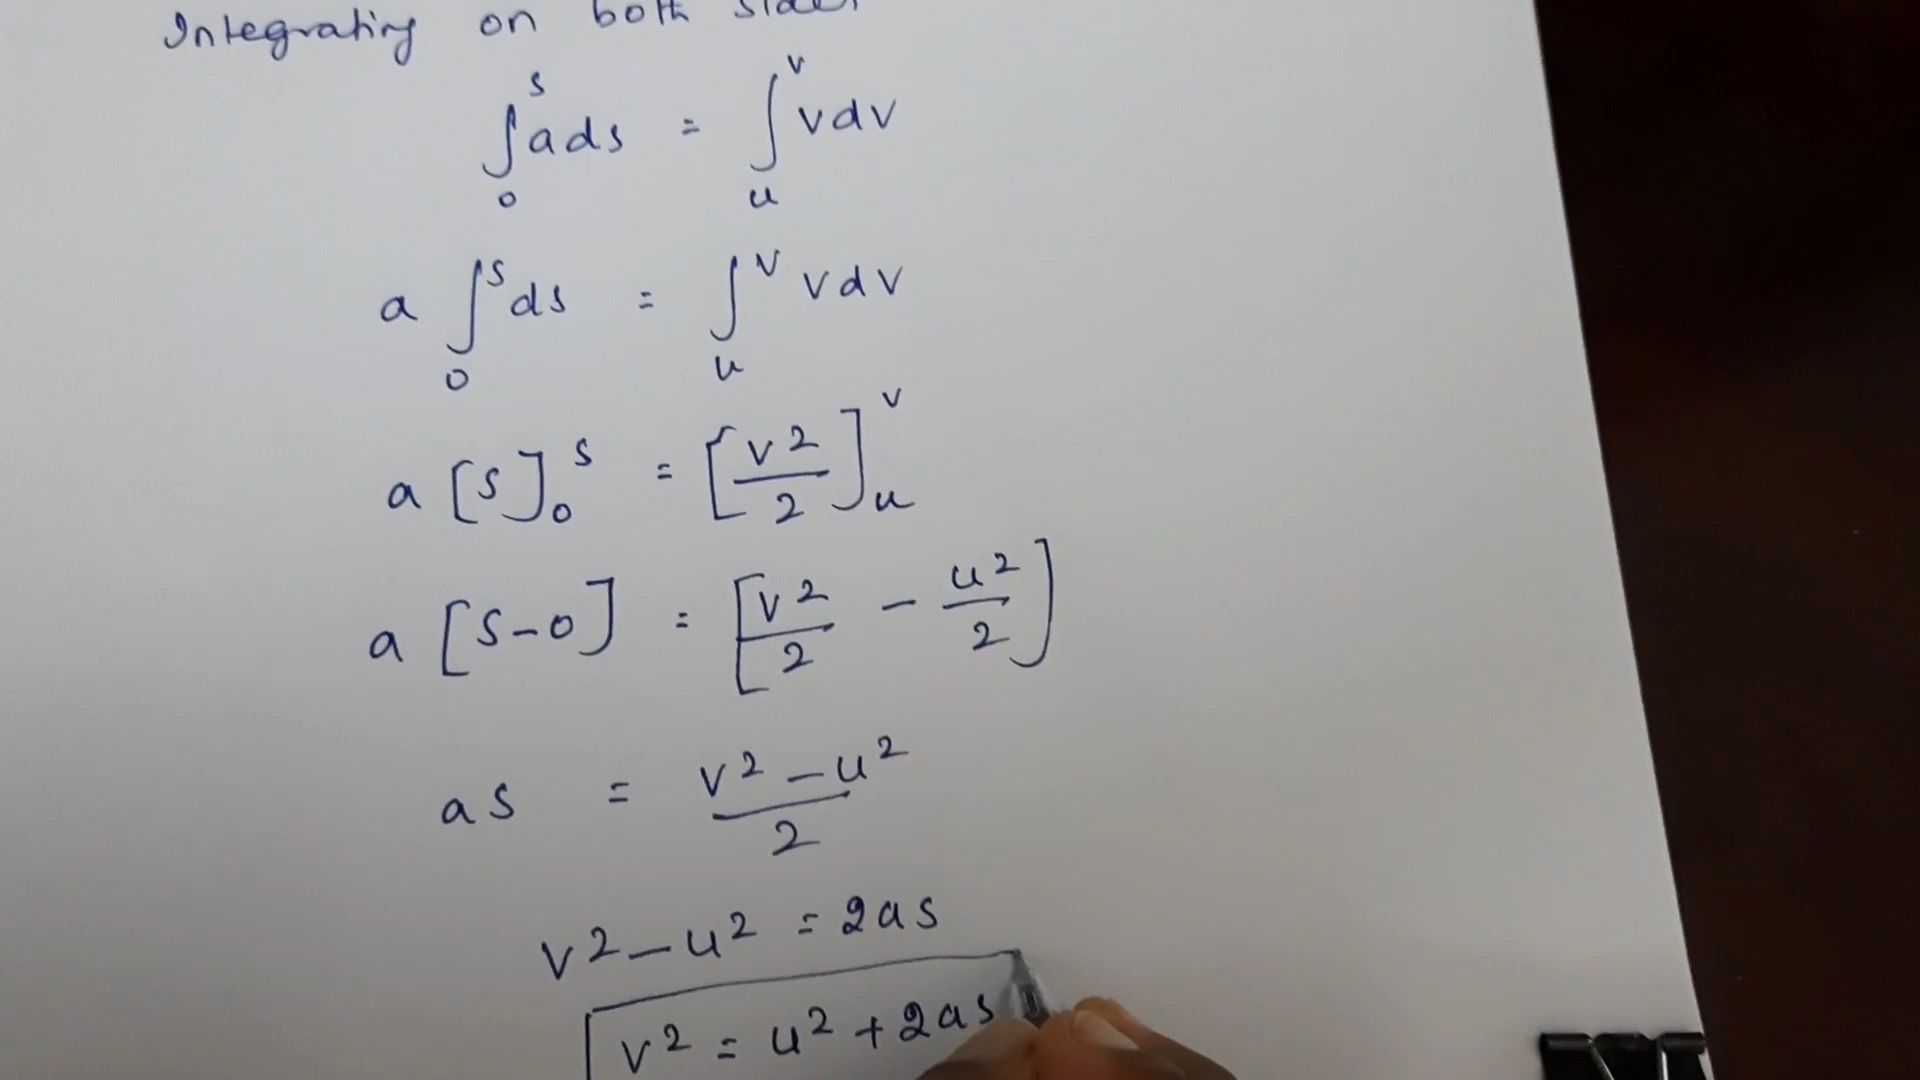 Integrating on both sides
∫₀ˢ a ds = ∫ᵤᵛ v dv
a ∫₀ˢ ds = ∫ᵤᵛ v dv
a [s]₀ˢ = [v²/2]ᵤᵛ
a [s-0] = [v²/2 - u²/2]
as = (v² - u²)/2
v² - u² = 2as
v² = u² + 2as